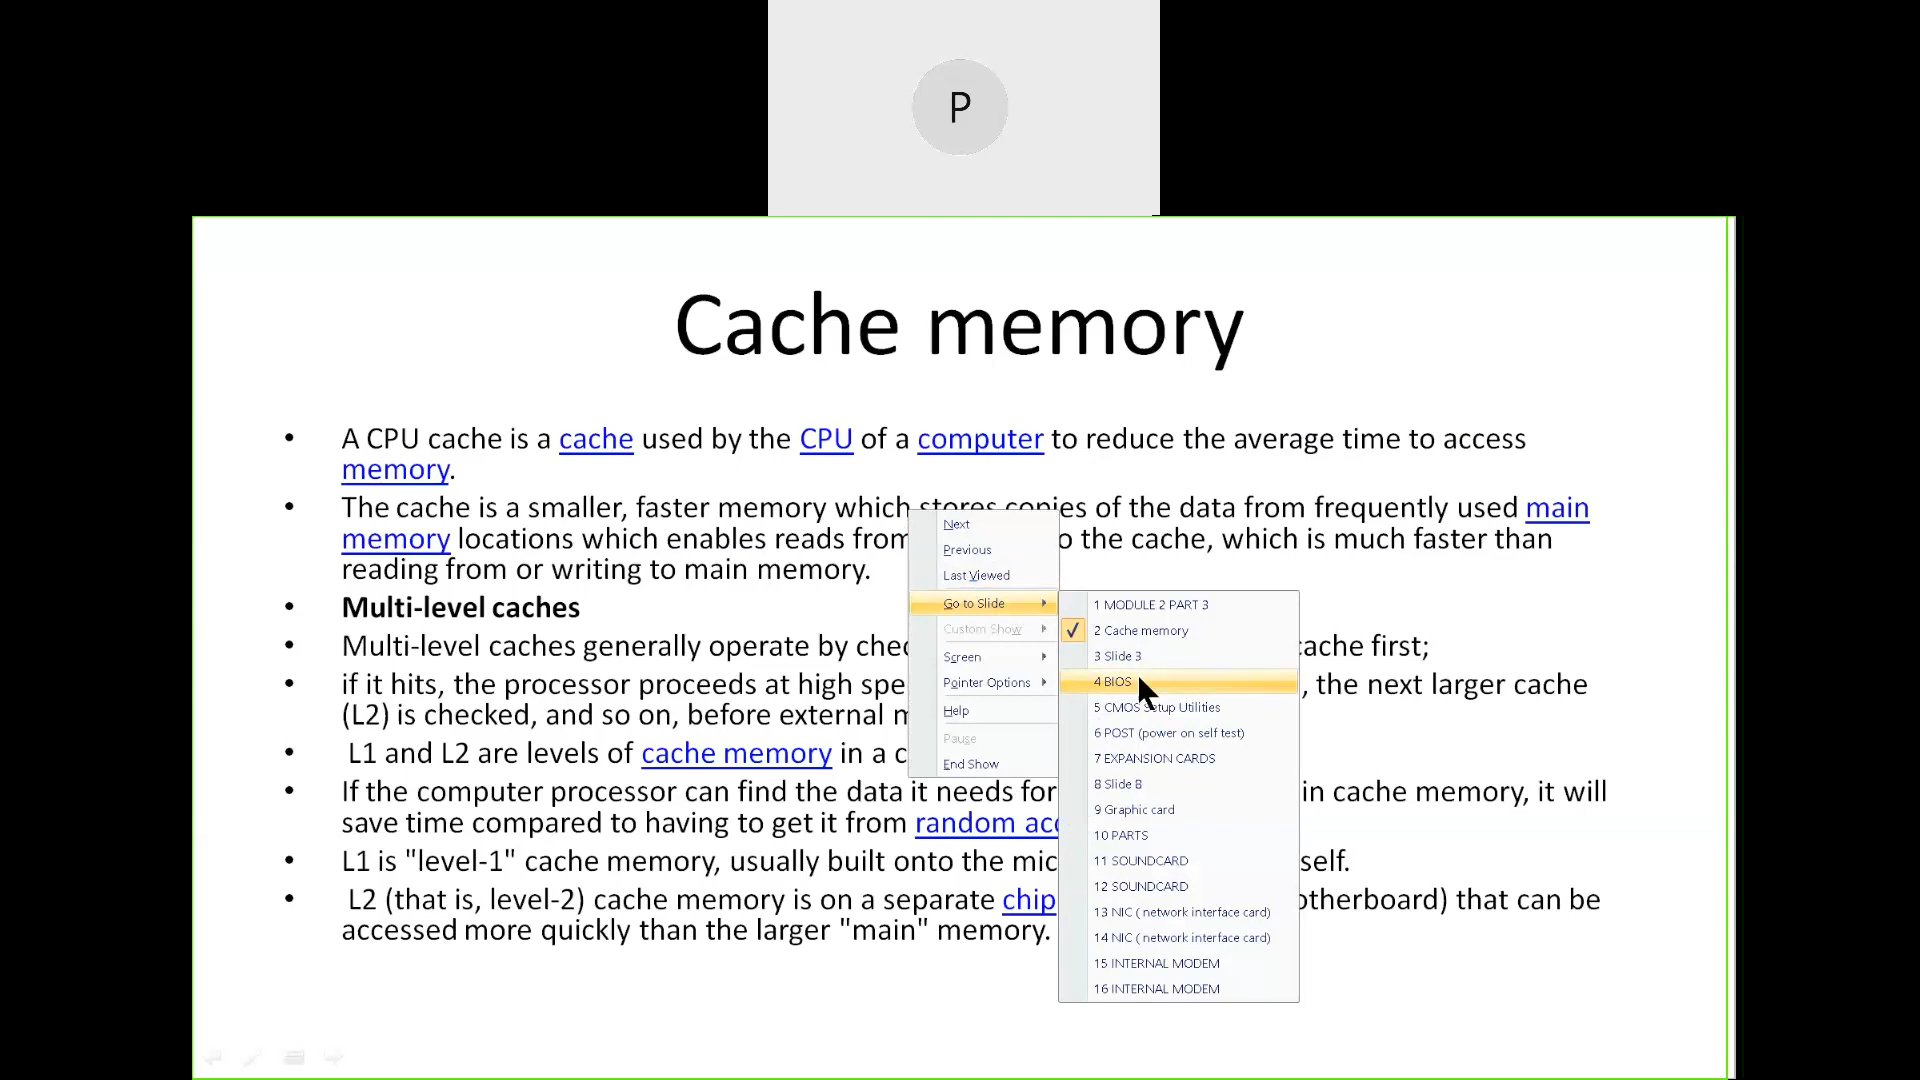 P
Cache memory
• A CPU cache is a cache used by the CPU of a computer to reduce the average time to access
memory.
• The cache is a smaller, faster memory which stores copies of the data from frequently used main
memory locations which enables reads from o the cache, which is much faster than
reading from or writing to main memory.
• Multi-level caches
• Multi-level caches generally operate by chec cache first;
• if it hits, the processor proceeds at high spe , the next larger cache
(L2) is checked, and so on, before external m
• L1 and L2 are levels of cache memory in a c
• If the computer processor can find the data it needs for in cache memory, it will
save time compared to having to get it from random acc
• L1 is "level-1" cache memory, usually built onto the mic self.
• L2 (that is, level-2) cache memory is on a separate chip otherboard) that can be
accessed more quickly than the larger "main" memory.
Next
Previous
Last Viewed
Go to Slide
Custom Show
Screen
Pointer Options
Help
Pause
End Show
1 MODULE 2 PART 3
2 Cache memory
3 Slide 3
4 BIOS
5 CMOS Setup Utilities
6 POST (power on self test)
7 EXPANSION CARDS
8 Slide 8
9 Graphic card
10 PARTS
11 SOUNDCARD
12 SOUNDCARD
13 NIC ( network interface card)
14 NIC ( network interface card)
15 INTERNAL MODEM
16 INTERNAL MODEM